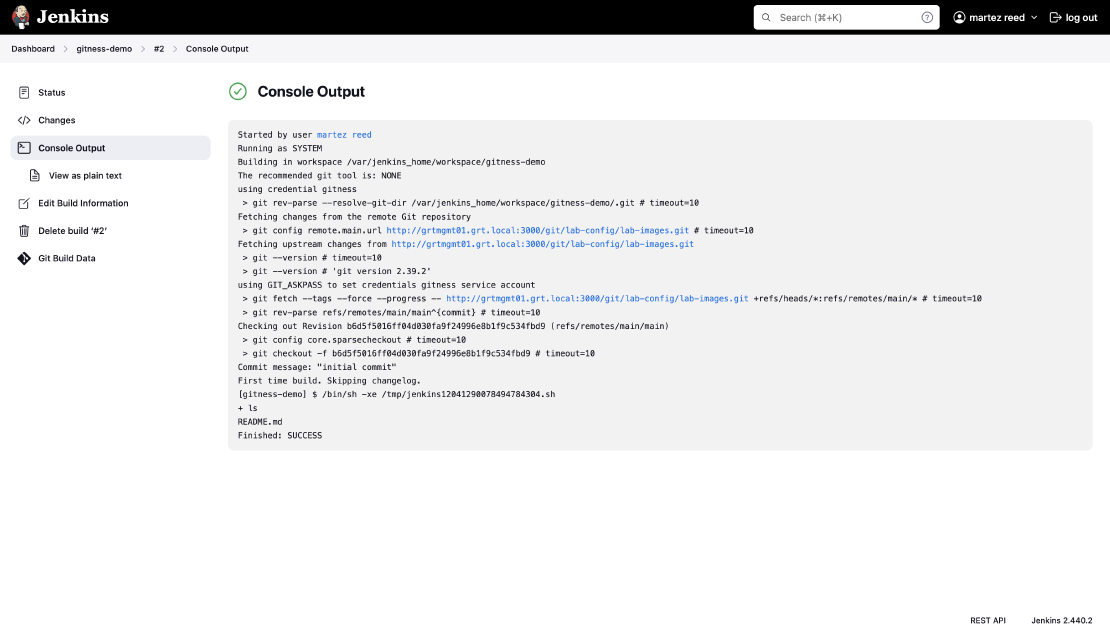 Jenkins
Search (⌘+K)
martez reed
log out
Dashboard
gitness-demo
#2
Console Output
Status
Changes
Console Output
View as plain text
Edit Build Information
Delete build '#2'
Git Build Data
Console Output
Started by user martez reed
Running as SYSTEM
Building in workspace /var/jenkins_home/workspace/gitness-demo
The recommended git tool is: NONE
using credential gitness
> git rev-parse --resolve-git-dir /var/jenkins_home/workspace/gitness-demo/.git # timeout=10
Fetching changes from the remote Git repository
> git config remote.main.url http://grtmgmt01.grt.local:3000/git/lab-config/lab-images.git # timeout=10
Fetching upstream changes from http://grtmgmt01.grt.local:3000/git/lab-config/lab-images.git
> git --version # timeout=10
> git --version # 'git version 2.39.2'
using GIT_ASKPASS to set credentials gitness service account
> git fetch --tags --force --progress -- http://grtmgmt01.grt.local:3000/git/lab-config/lab-images.git +refs/heads/*:refs/remotes/main/* # timeout=10
> git rev-parse refs/remotes/main/main^{commit} # timeout=10
Checking out Revision b6d5f5016ff04d030fa9f24996e8b1f9c534fbd9 (refs/remotes/main/main)
> git config core.sparsecheckout # timeout=10
> git checkout -f b6d5f5016ff04d030fa9f24996e8b1f9c534fbd9 # timeout=10
Commit message: "initial commit"
First time build. Skipping changelog.
[gitness-demo] $ /bin/sh -xe /tmp/jenkins12041290078494784304.sh
+ ls
README.md
Finished: SUCCESS
REST API
Jenkins 2.440.2